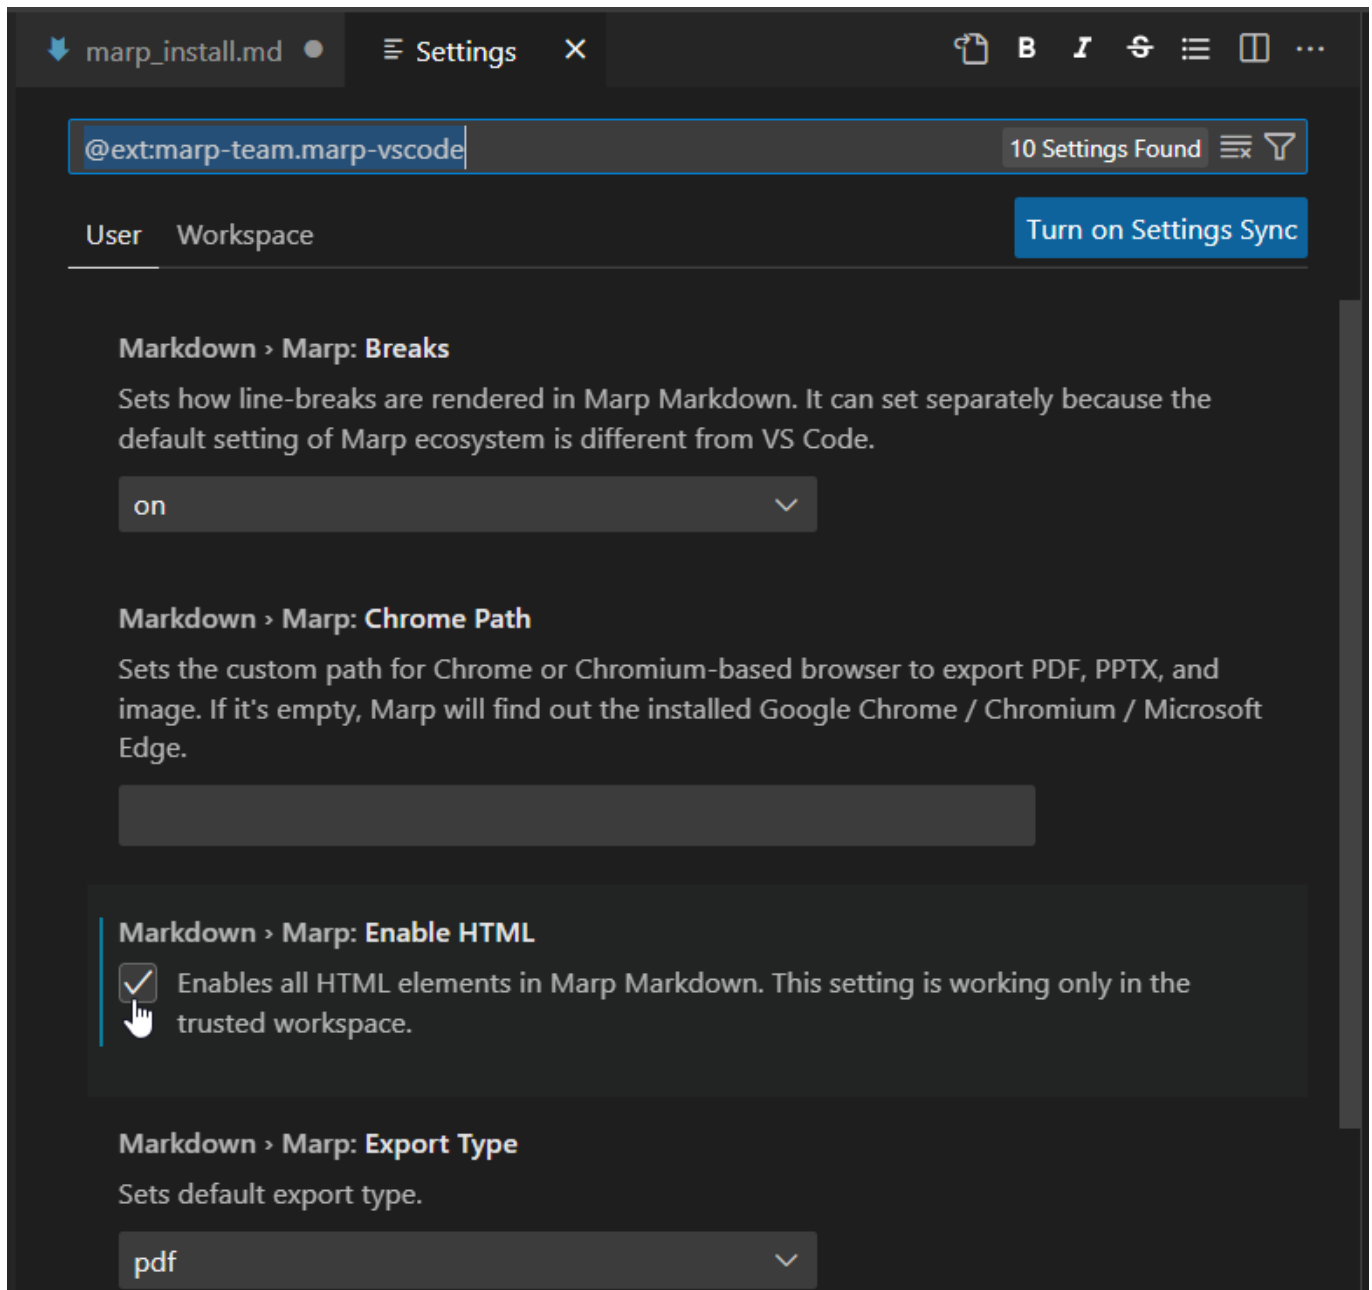 marp_install.md
Settings
B I S
@ext:marp-team.marp-vscode 10 Settings Found
User Workspace Turn on Settings Sync
Markdown › Marp: Breaks
Sets how line-breaks are rendered in Marp Markdown. It can set separately because the
default setting of Marp ecosystem is different from VS Code.
on
Markdown › Marp: Chrome Path
Sets the custom path for Chrome or Chromium-based browser to export PDF, PPTX, and
image. If it's empty, Marp will find out the installed Google Chrome / Chromium / Microsoft
Edge.
Markdown › Marp: Enable HTML
Enables all HTML elements in Marp Markdown. This setting is working only in the
trusted workspace.
Markdown › Marp: Export Type
Sets default export type.
pdf